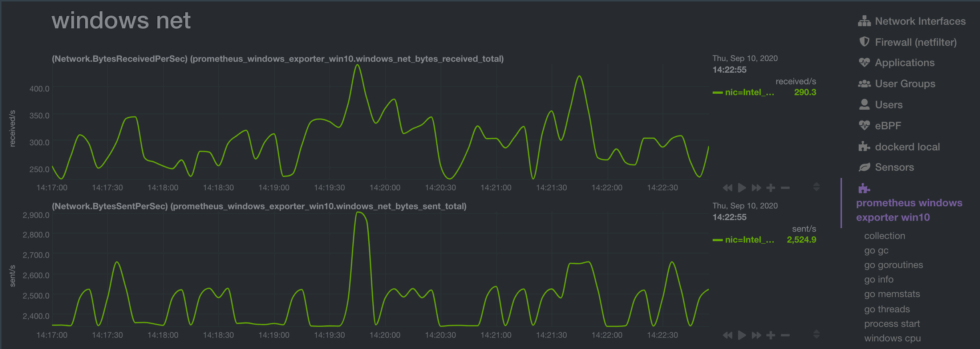 windows net
(Network.BytesReceivedPerSec) (prometheus_windows_exporter_win10.windows_net_bytes_received_total)
Thu, Sep 10, 2020
14:22:55
received/s
nic=Intel_... 290.3
received/s
400.0
350.0
300.0
250.0
14:17:00 14:17:30 14:18:00 14:18:30 14:19:00 14:19:30 14:20:00 14:20:30 14:21:00 14:21:30 14:22:00 14:22:30
(Network.BytesSentPerSec) (prometheus_windows_exporter_win10.windows_net_bytes_sent_total)
Thu, Sep 10, 2020
14:22:55
sent/s
nic=Intel_... 2,524.9
sent/s
2,900.0
2,800.0
2,700.0
2,600.0
2,500.0
2,400.0
14:17:00 14:17:30 14:18:00 14:18:30 14:19:00 14:19:30 14:20:00 14:20:30 14:21:00 14:21:30 14:22:00 14:22:30
Network Interfaces
Firewall (netfilter)
Applications
User Groups
Users
eBPF
dockerd local
Sensors
prometheus windows
exporter win10
collection
go gc
go goroutines
go info
go memstats
go threads
process start
windows cpu